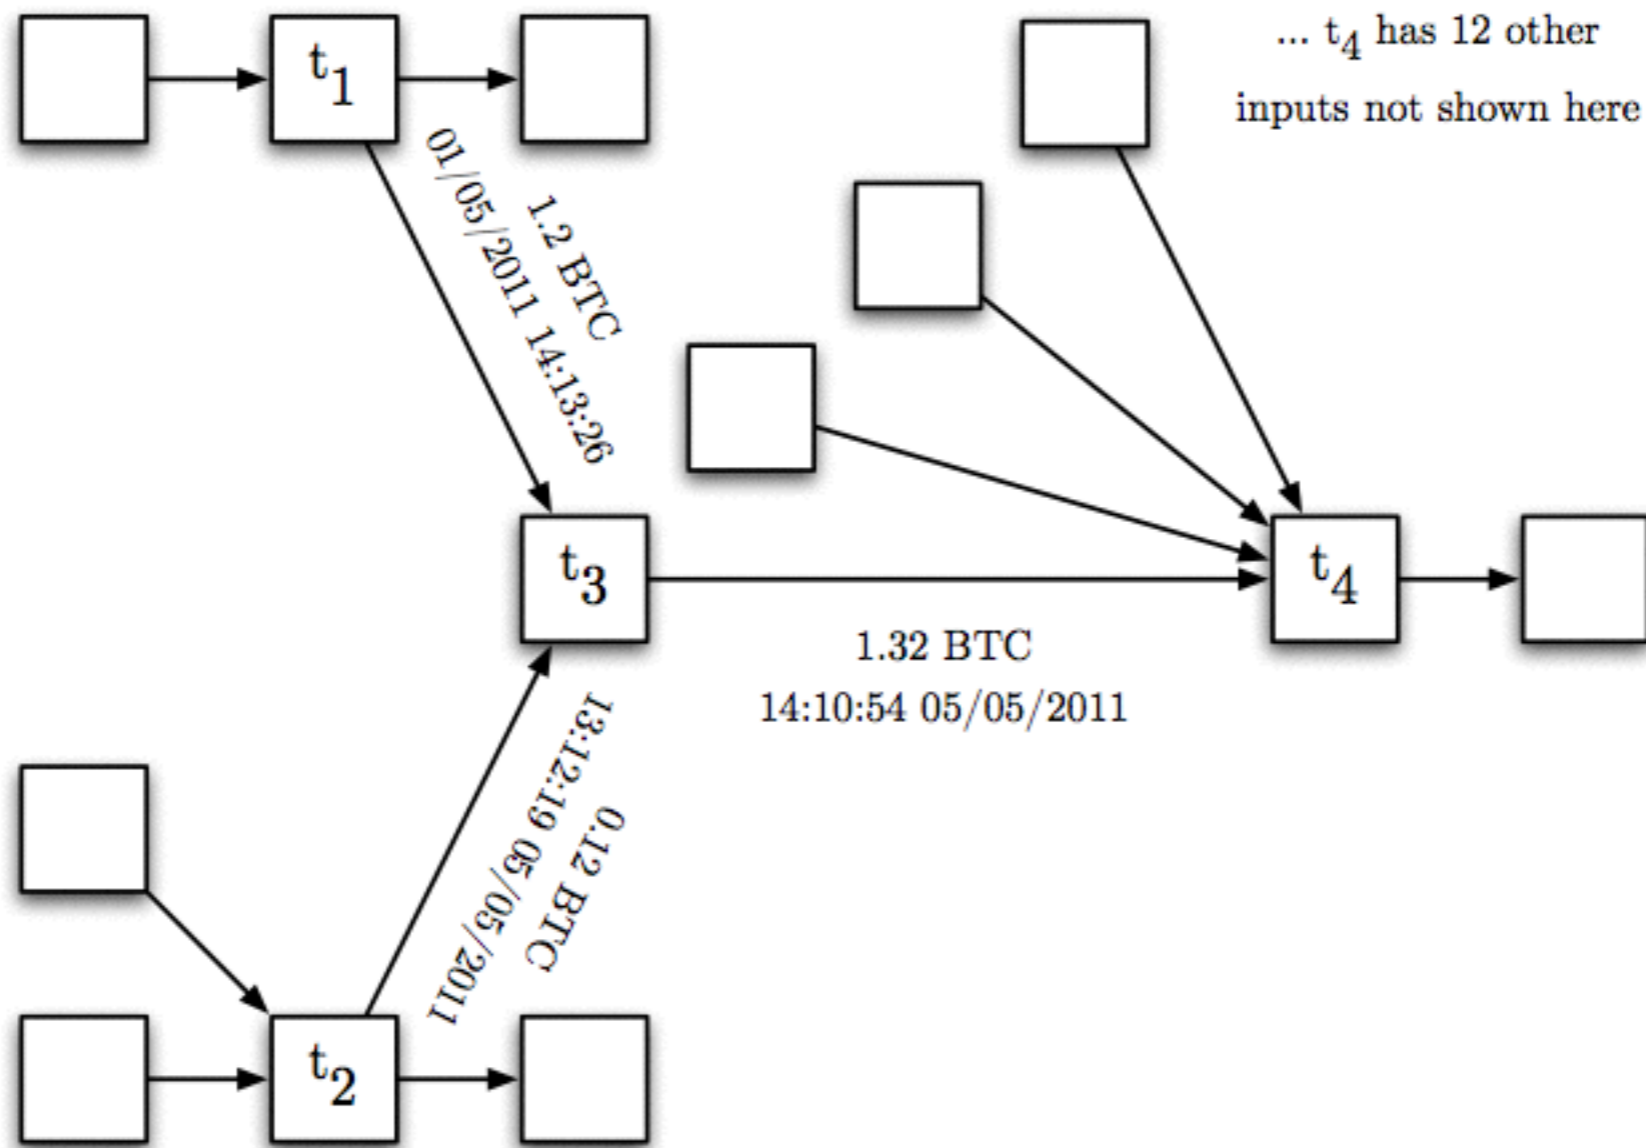 t1
... t4 has 12 other
inputs not shown here
1.2 BTC
01/05/2011 14:13:26
t3
t4
1.32 BTC
14:10:54 05/05/2011
13:12:19 05/05/2011
0.12 BTC
t2